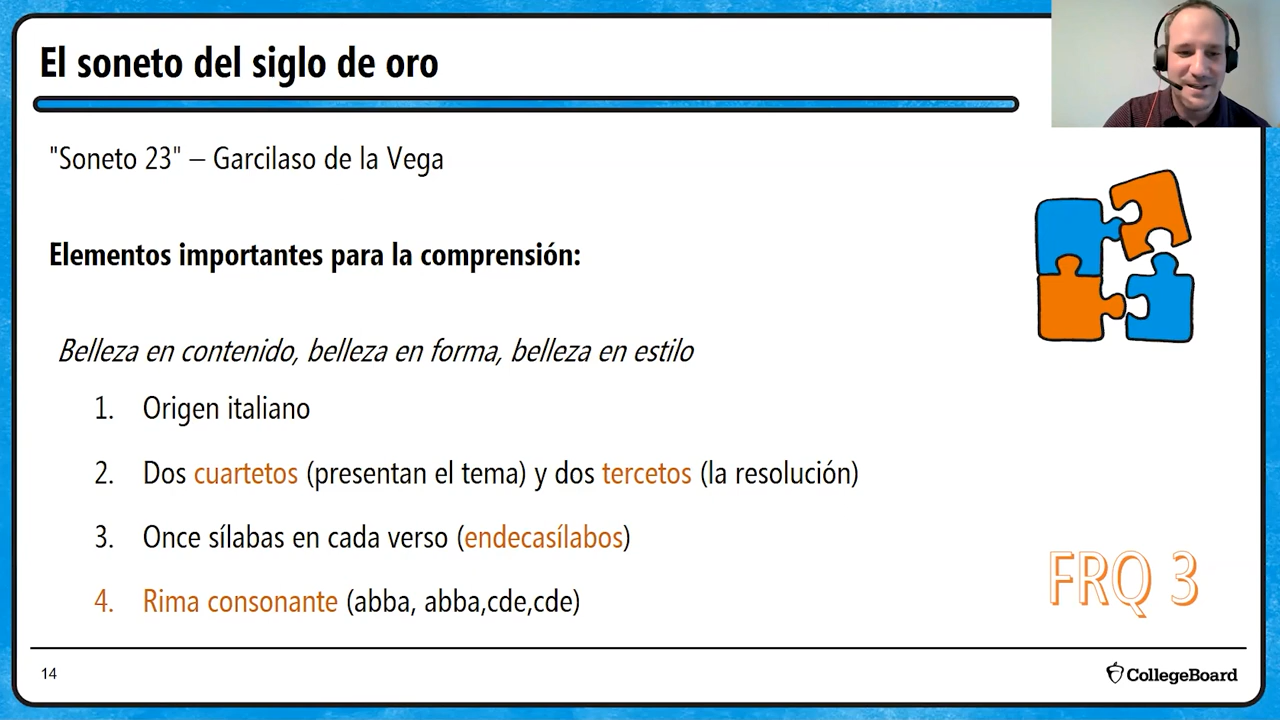 El soneto del siglo de oro
"Soneto 23" – Garcilaso de la Vega
Elementos importantes para la comprensión:
Belleza en contenido, belleza en forma, belleza en estilo
1. Origen italiano
2. Dos cuartetos (presentan el tema) y dos tercetos (la resolución)
3. Once sílabas en cada verso (endecasílabos)
4. Rima consonante (abba, abba,cde,cde)
FRQ 3
14
CollegeBoard